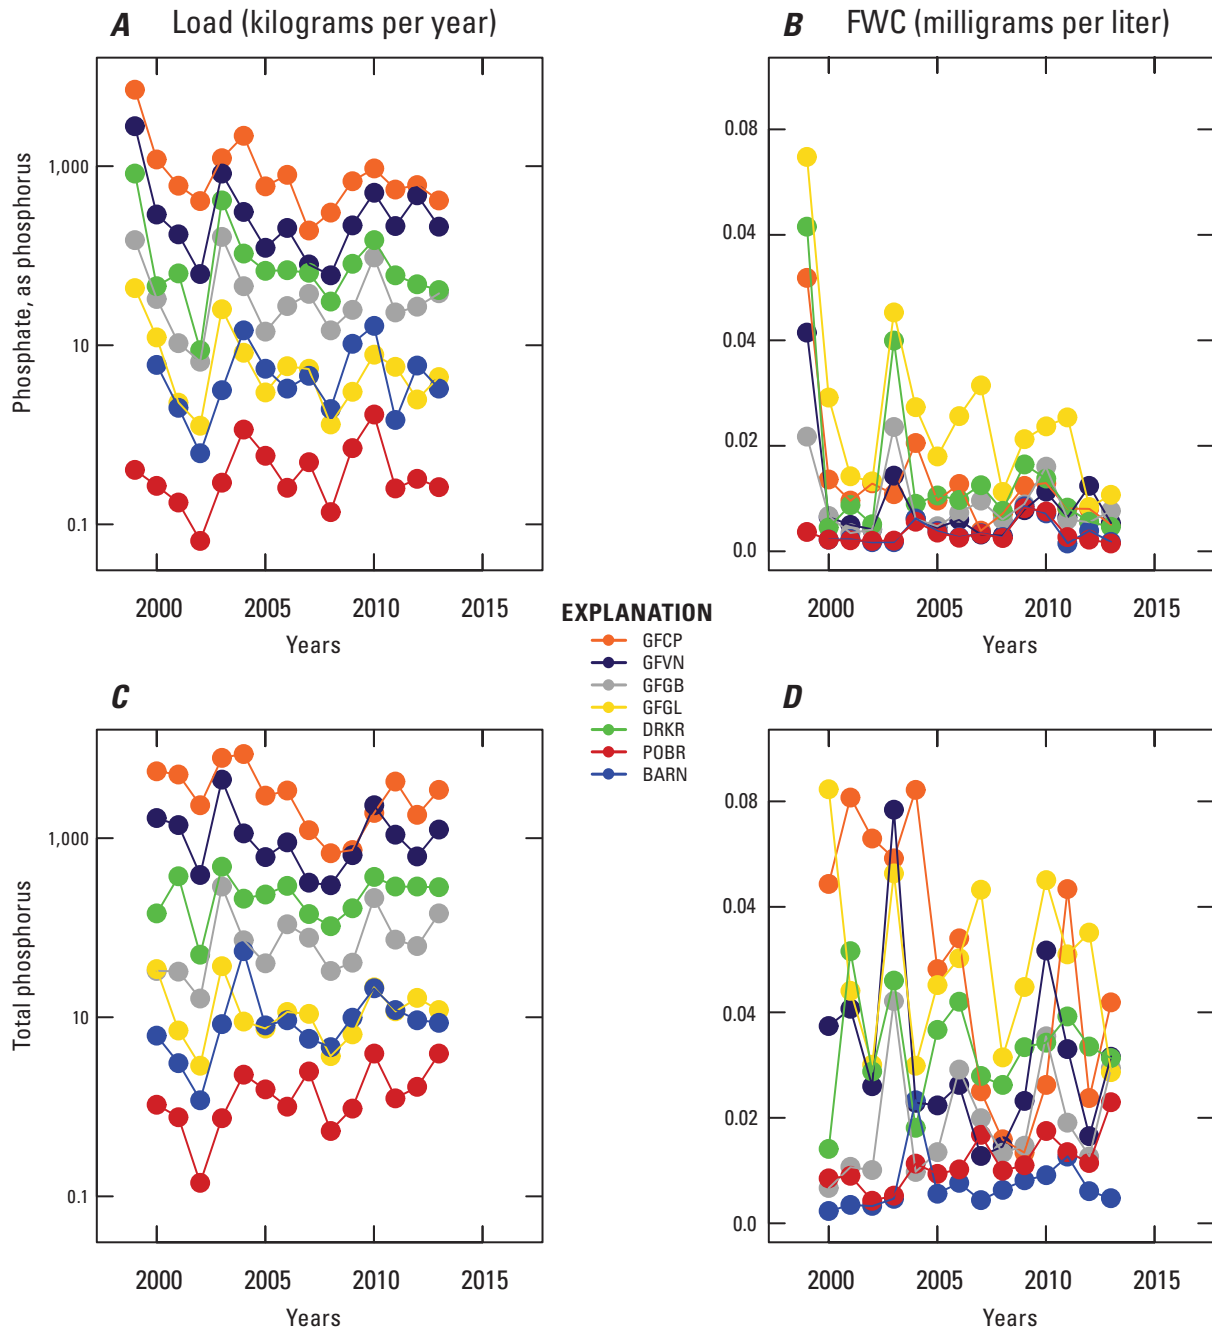 A Load (kilograms per year)
B FWC (milligrams per liter)
Phosphate, as phosphorus
1,000
10
0.1
2000 2005 2010 2015
Years
0.08
0.04
0.04
0.02
0.0
2000 2005 2010 2015
Years
EXPLANATION
GFCP
GFVN
GFGB
GFGL
DRKR
POBR
BARN
C
Total phosphorus
1,000
10
0.1
2000 2005 2010 2015
Years
D
0.08
0.04
0.04
0.02
0.0
2000 2005 2010 2015
Years